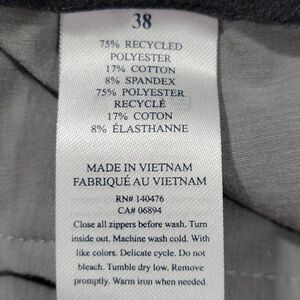 38
75% RECYCLED
POLYESTER
17% COTTON
8% SPANDEX
75% POLYESTER
RECYCLÉ
17% COTON
8% ÉLASTHANNE
MADE IN VIETNAM
FABRIQUÉ AU VIETNAM
RN# 140476
CA# 06894
Close all zippers before wash. Turn
inside out. Machine wash cold. With
like colors. Delicate cycle. Do not
bleach. Tumble dry low. Remove
promptly. Warm iron when needed.